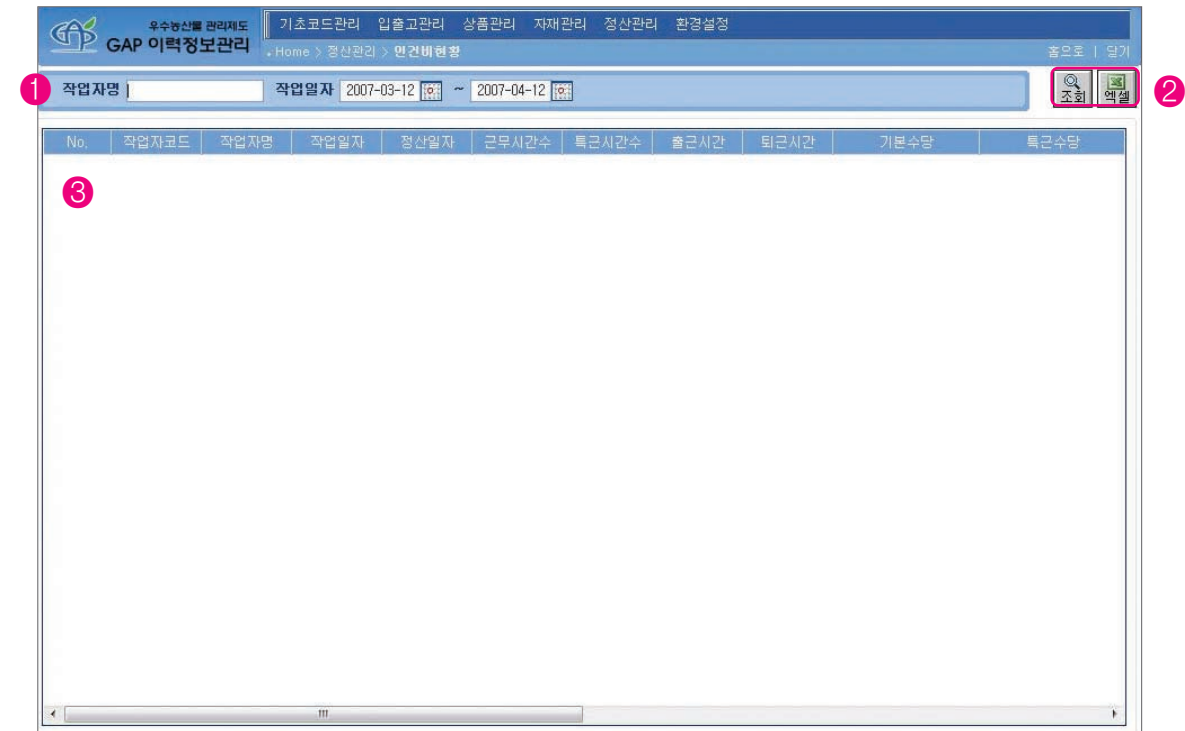 우수농산물 관리제도
GAP 이력정보관리
기초코드관리 입출고관리 상품관리 자재관리 정산관리 환경설정
Home > 정산관리 > 인건비현황
홈으로 | 닫기
1 작업자명 작업일자 2007-03-12 ~ 2007-04-12 조회 엑셀 2
No. 작업자코드 작업자명 작업일자 정산일자 근무시간수 특근시간수 출근시간 퇴근시간 기본수당 특근수당
3